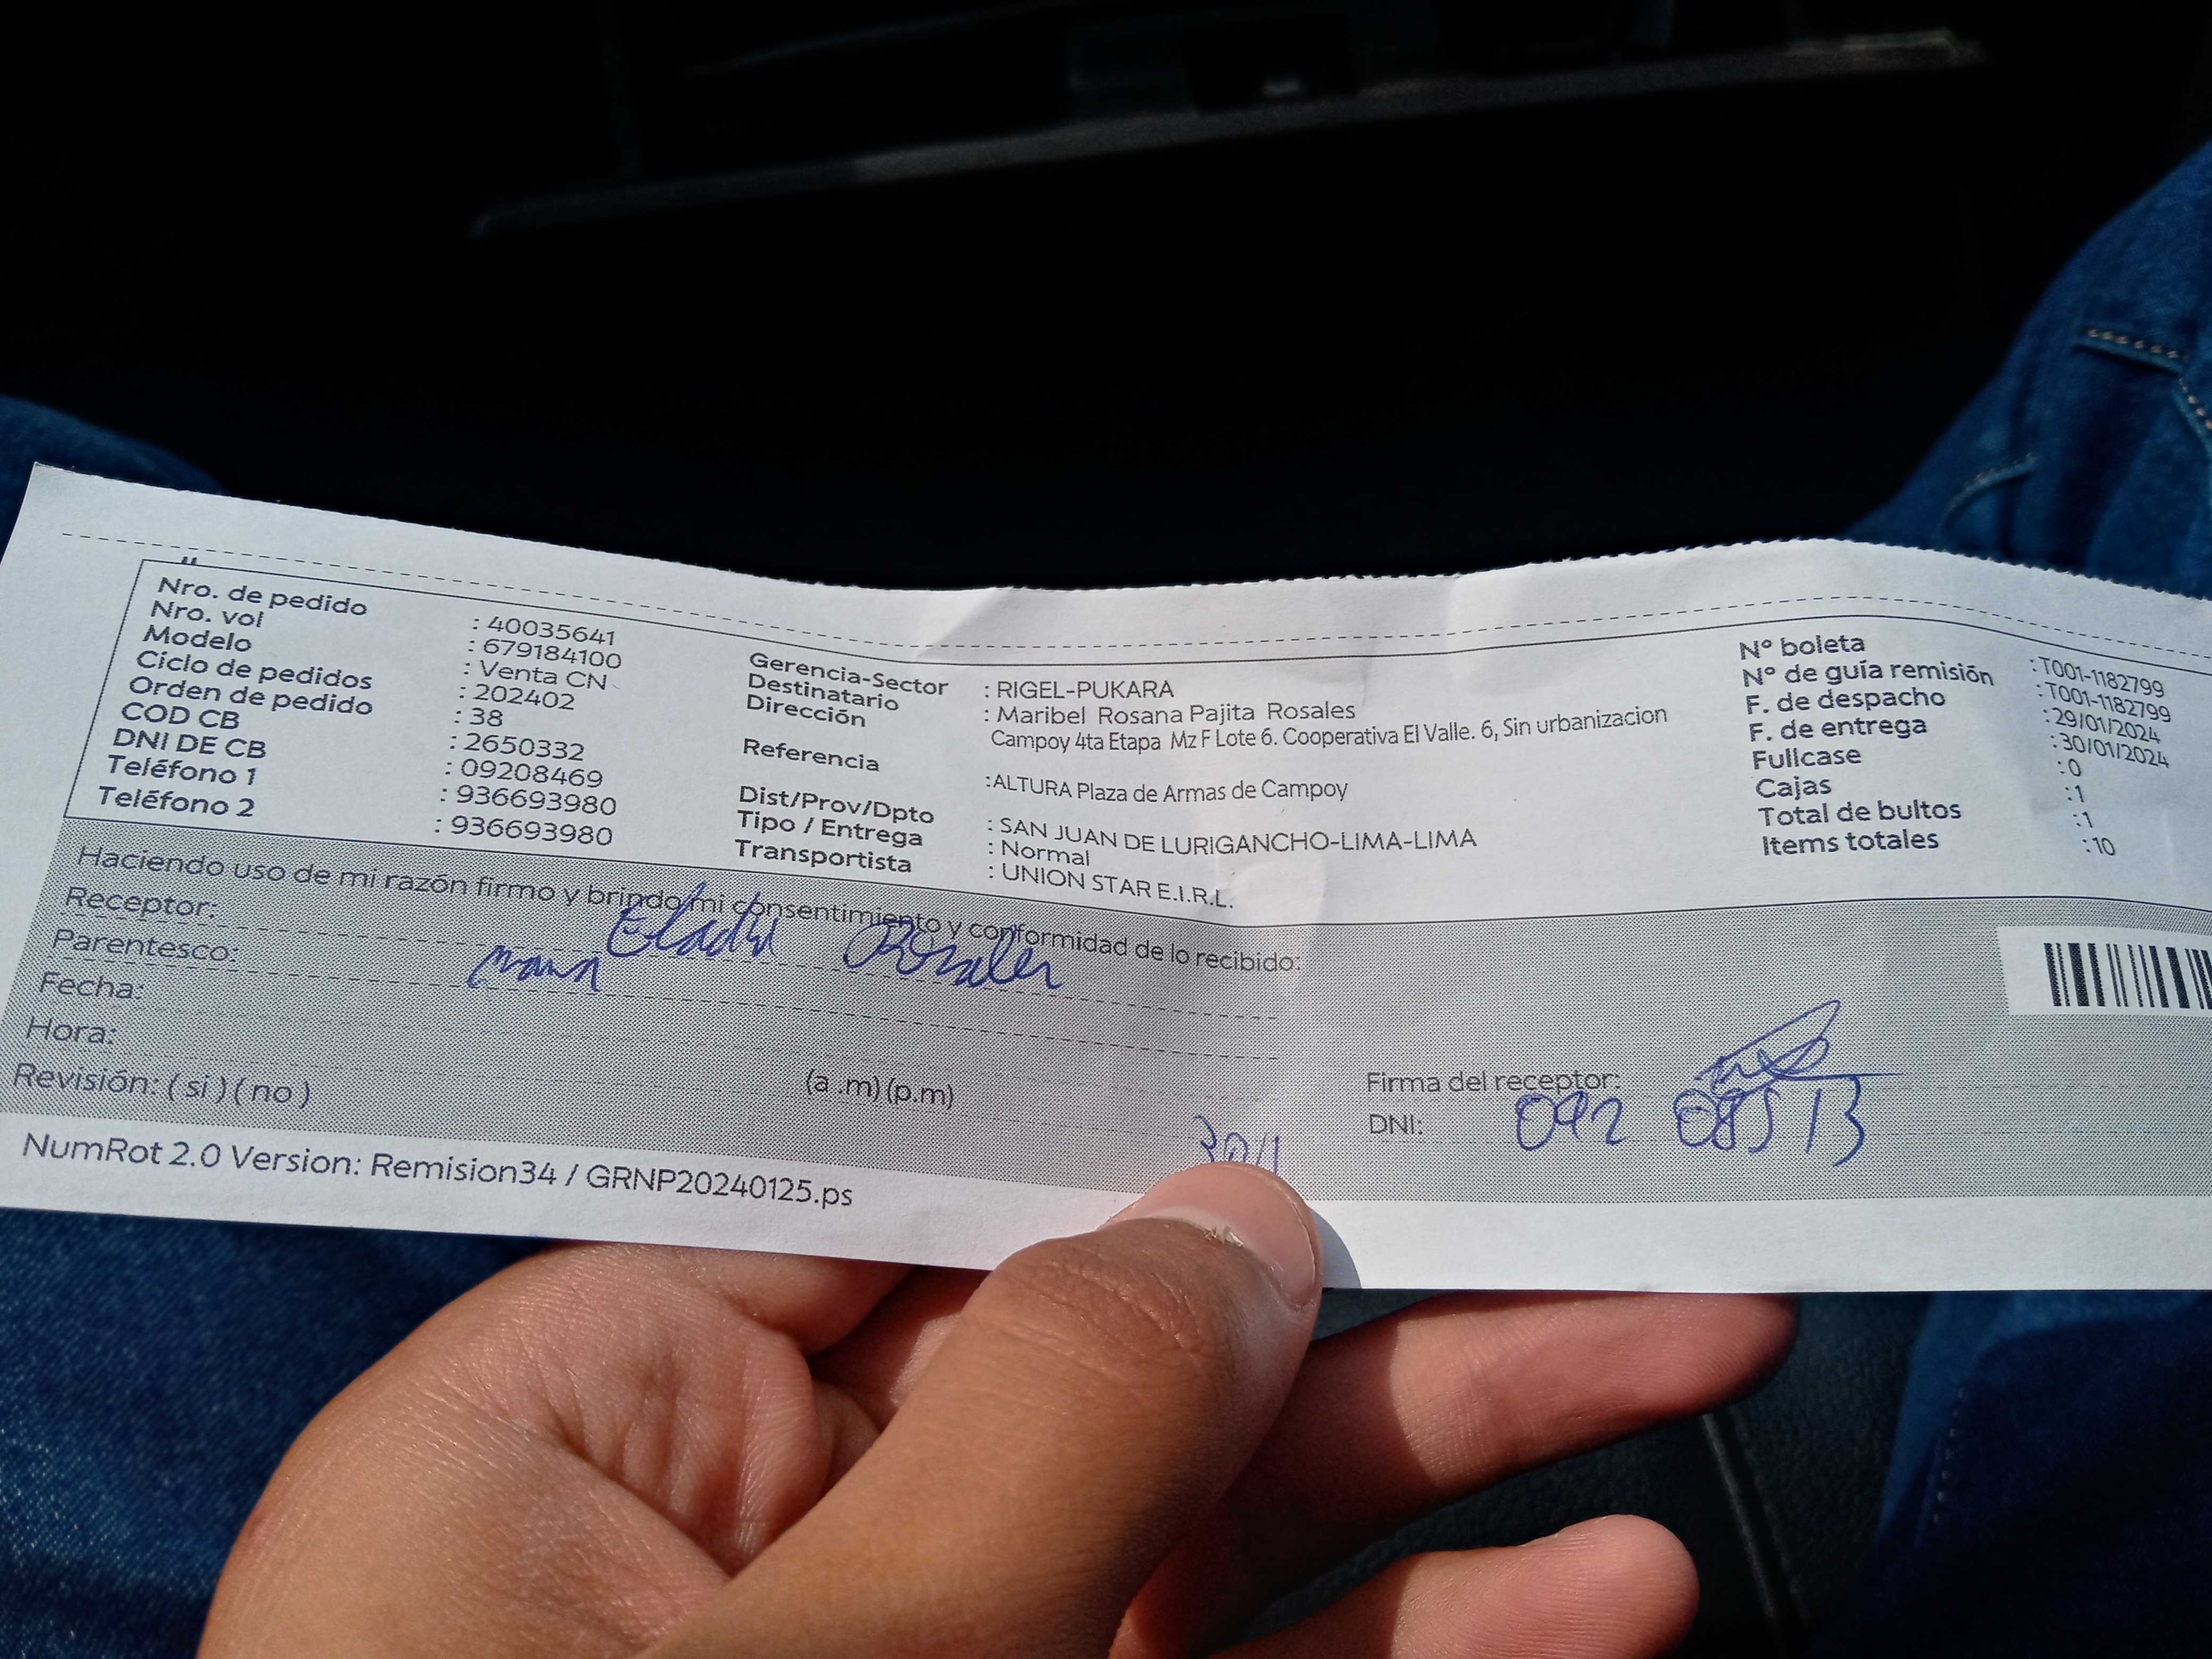 Nro. de pedido : 40035641
Nro. vol : 679184100
Modelo : Venta CN
Ciclo de pedidos : 202402
Orden de pedido : 38
COD CB : 2650332
DNI DE CB : 09208469
Teléfono 1 : 936693980
Teléfono 2 : 936693980
Gerencia-Sector : RIGEL-PUKARA
Destinatario : Maribel Rosana Pajita Rosales
Dirección Campoy 4ta Etapa Mz F Lote 6. Cooperativa El Valle. 6, Sin urbanizacion
Referencia :ALTURA Plaza de Armas de Campoy
Dist/Prov/Dpto : SAN JUAN DE LURIGANCHO-LIMA-LIMA
Tipo / Entrega : Normal
Transportista : UNION STAR E.I.R.L.
N° boleta :T001-1182799
N° de guía remisión :T001-1182799
F. de despacho :29/01/2024
F. de entrega :30/01/2024
Fullcase :0
Cajas :1
Total de bultos :1
Items totales :10
Haciendo uso de mi razón firmo y brindo mi consentimiento y conformidad de lo recibido:
Receptor: Rosales
Parentesco: mama
Fecha:
Hora: (a .m) (p.m)
Revisión: ( si ) ( no )
30/1
Firma del receptor:
DNI: 092 08513
NumRot 2.0 Version: Remision34 / GRNP20240125.ps